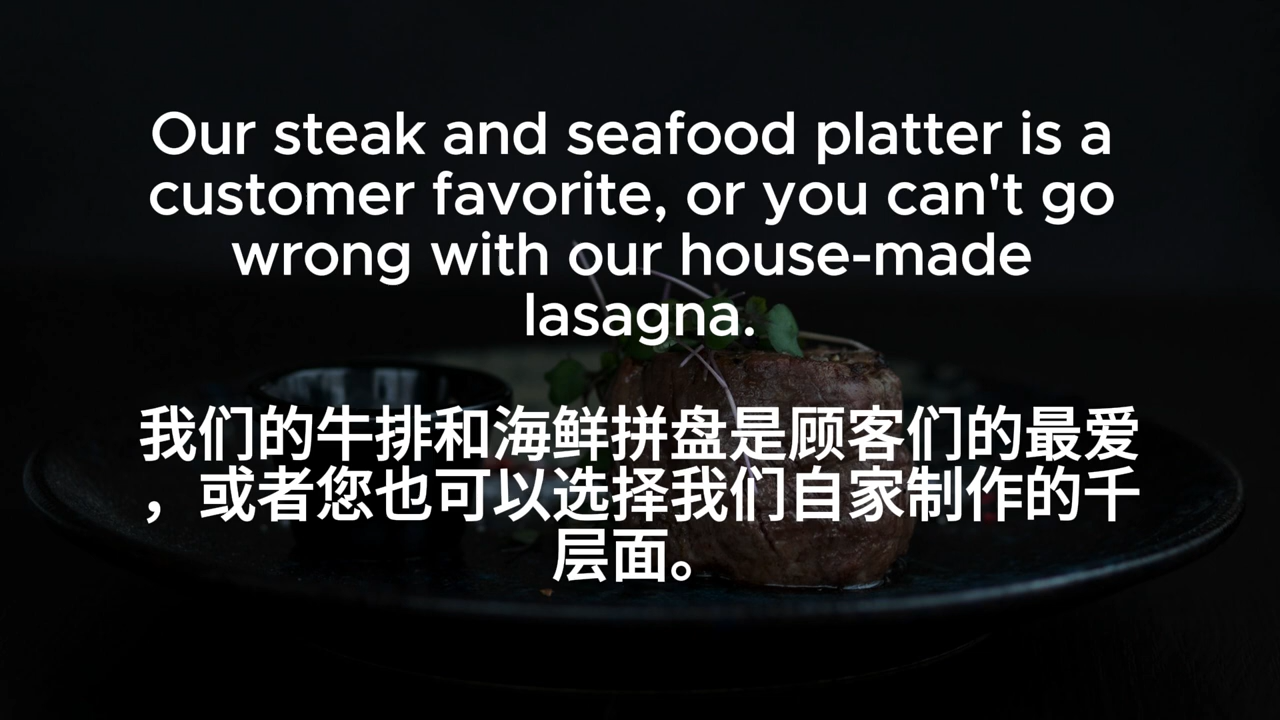 Our steak and seafood platter is a
customer favorite, or you can't go
wrong with our house-made
lasagna.
我们的牛排和海鲜拼盘是顾客们的最爱
，或者您也可以选择我们自家制作的千
层面。